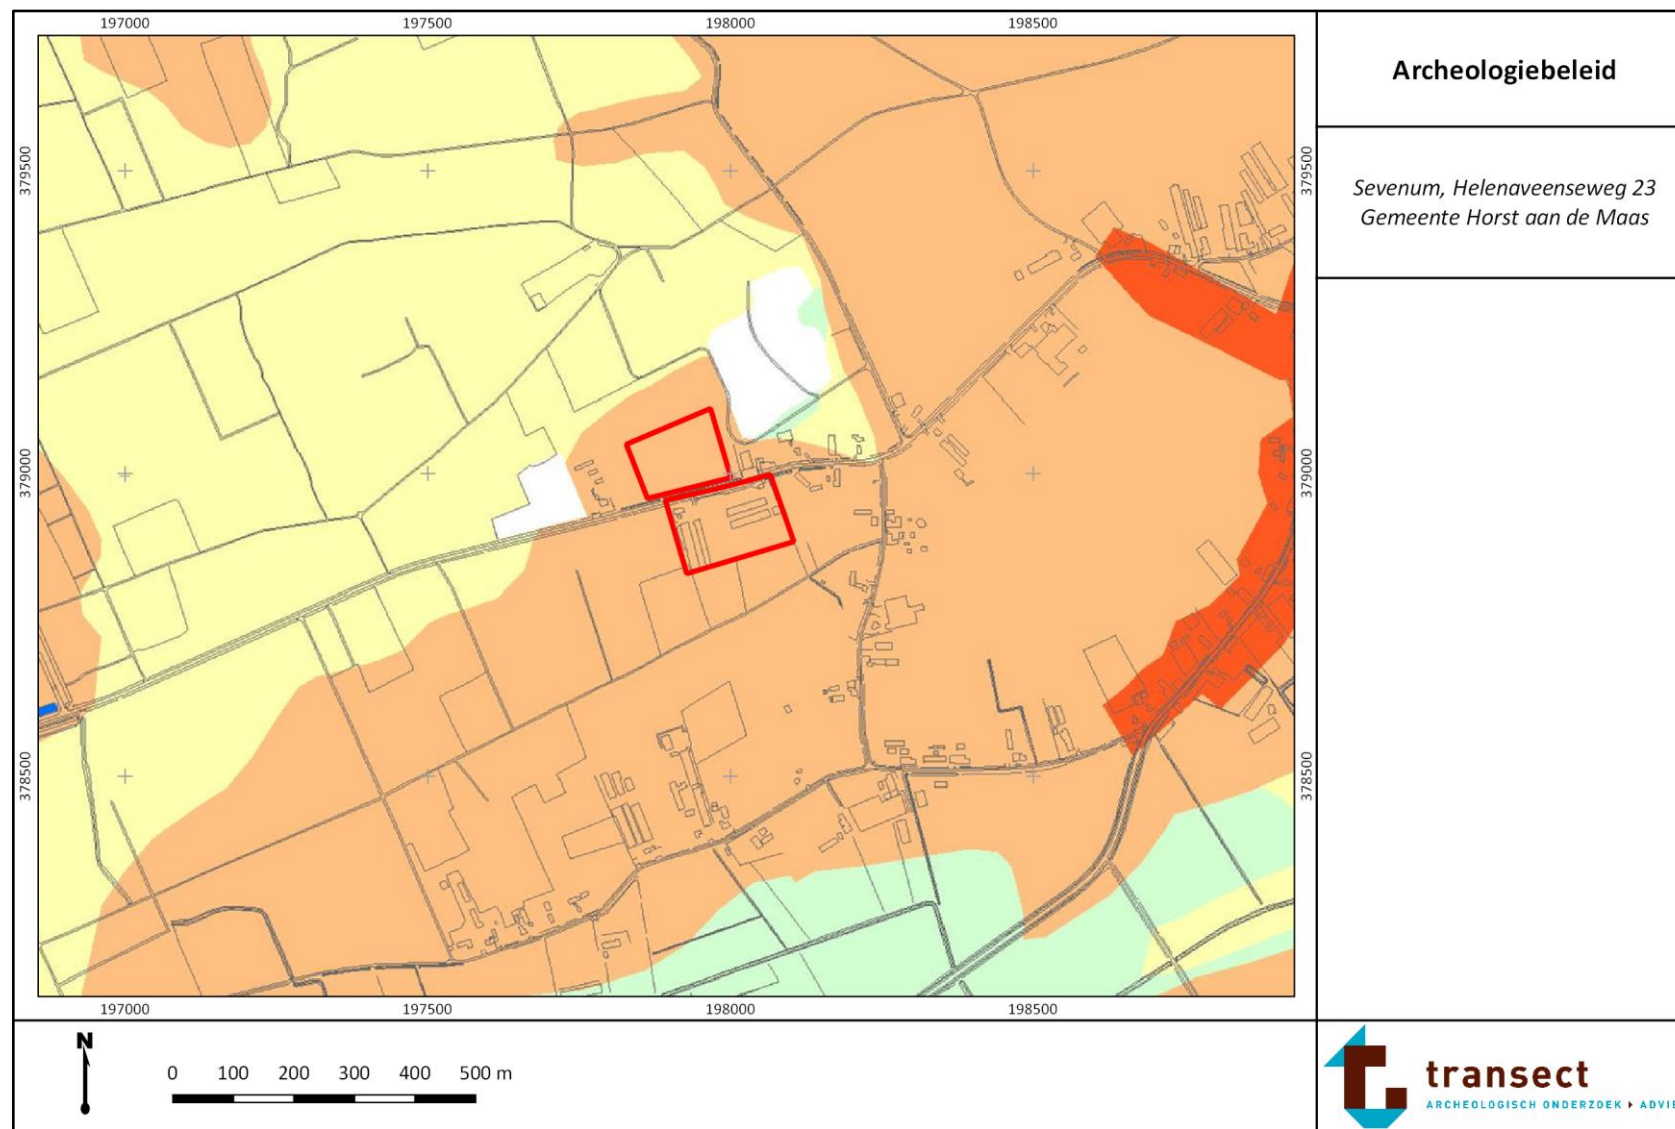 197000 197500 198000 198500
379500 379500
379000 379000
378500 378500
197000 197500 198000 198500
Archeologiebeleid
Sevenum, Helenaveenseweg 23
Gemeente Horst aan de Maas
N
0 100 200 300 400 500 m
transect
ARCHEOLOGISCH ONDERZOEK ▸ ADVIE